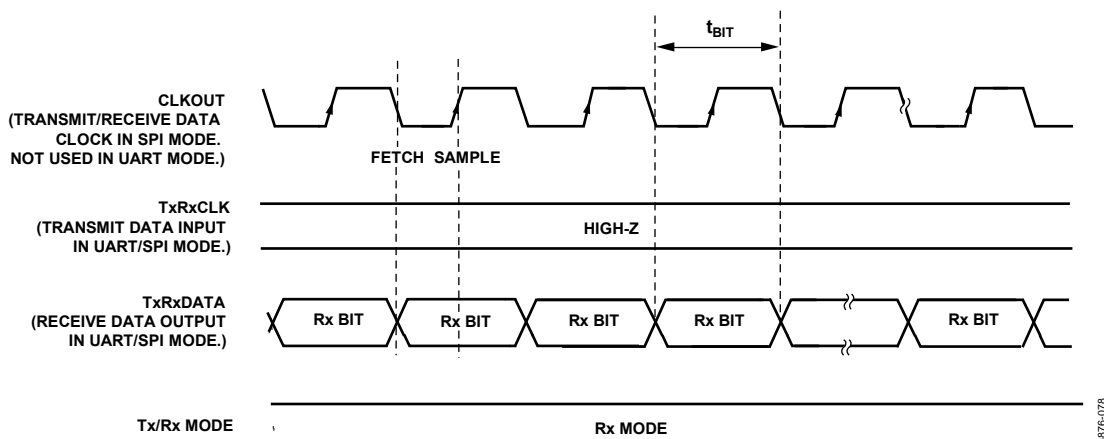 tBIT
CLKOUT
(TRANSMIT/RECEIVE DATA
CLOCK IN SPI MODE.
NOT USED IN UART MODE.)
FETCH SAMPLE
TxRxCLK
(TRANSMIT DATA INPUT
IN UART/SPI MODE.)
HIGH-Z
TxRxDATA
(RECEIVE DATA OUTPUT
IN UART/SPI MODE.)
Rx BIT Rx BIT Rx BIT Rx BIT Rx BIT
Tx/Rx MODE
Rx MODE
876-078